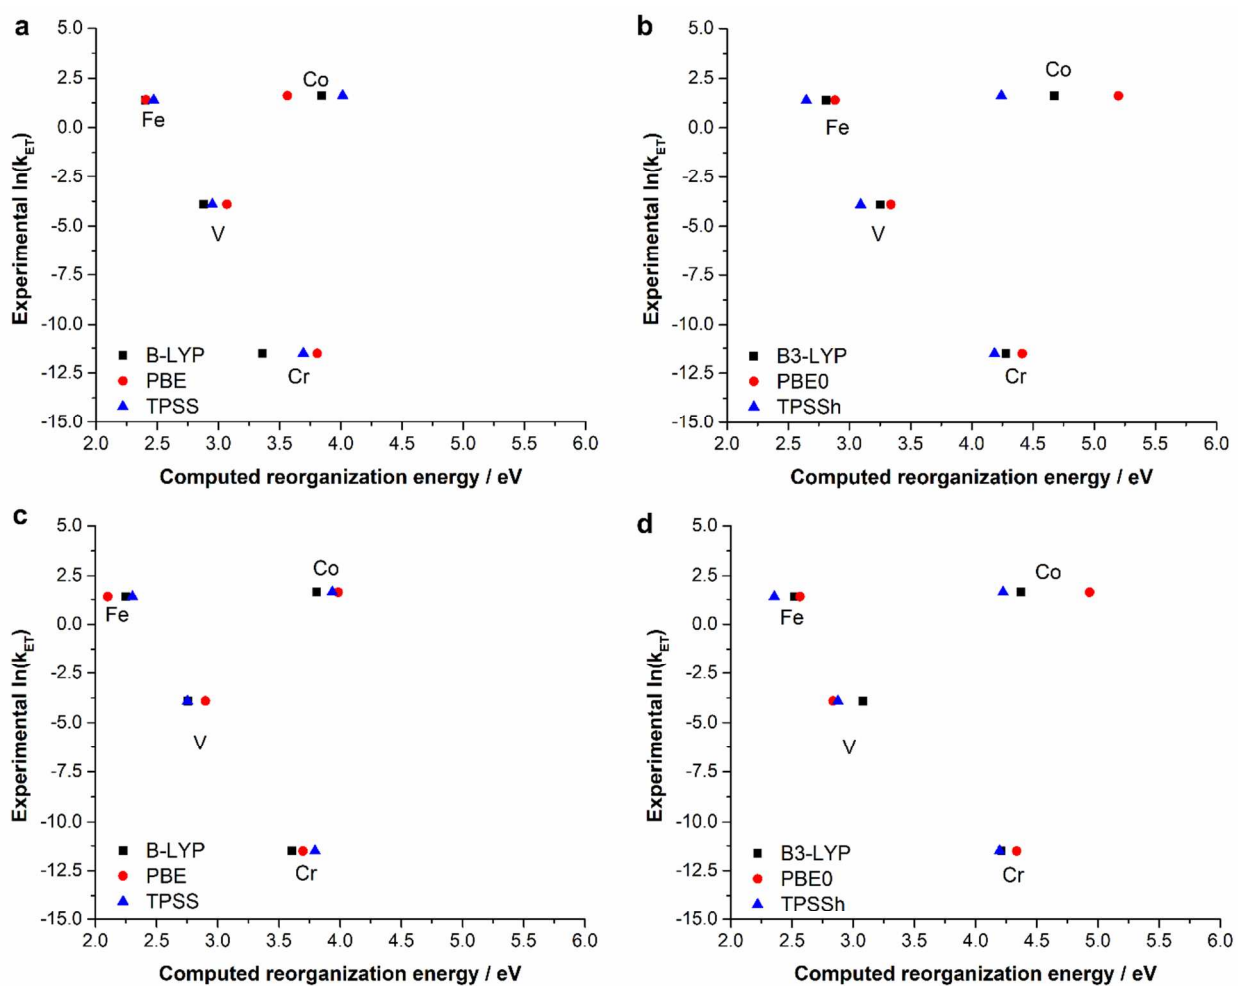 a
5.0
2.5
0.0
-2.5
-5.0
-7.5
-10.0
-12.5
-15.0
Experimental ln(kET)
Co
Fe
V
Cr
B-LYP
PBE
TPSS
2.0 2.5 3.0 3.5 4.0 4.5 5.0 5.5 6.0
Computed reorganization energy / eV
b
5.0
2.5
0.0
-2.5
-5.0
-7.5
-10.0
-12.5
-15.0
Experimental ln(kET)
Co
Fe
V
Cr
B3-LYP
PBE0
TPSSh
2.0 2.5 3.0 3.5 4.0 4.5 5.0 5.5 6.0
Computed reorganization energy / eV
c
5.0
2.5
0.0
-2.5
-5.0
-7.5
-10.0
-12.5
-15.0
Experimental ln(kET)
Co
Fe
V
Cr
B-LYP
PBE
TPSS
2.0 2.5 3.0 3.5 4.0 4.5 5.0 5.5 6.0
Computed reorganization energy / eV
d
5.0
2.5
0.0
-2.5
-5.0
-7.5
-10.0
-12.5
-15.0
Experimental ln(kET)
Co
Fe
V
Cr
B3-LYP
PBE0
TPSSh
2.0 2.5 3.0 3.5 4.0 4.5 5.0 5.5 6.0
Computed reorganization energy / eV